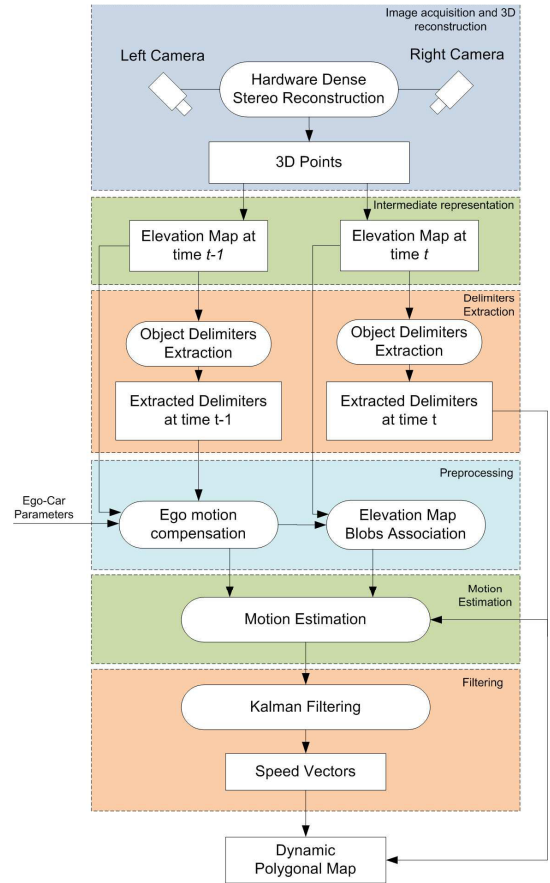 Image acquisition and 3D
reconstruction
Left Camera
Right Camera
Hardware Dense
Stereo Reconstruction
3D Points
Intermediate representation
Elevation Map at
time t-1
Elevation Map at
time t
Delimiters
Extraction
Object Delimiters
Extraction
Object Delimiters
Extraction
Extracted Delimiters
at time t-1
Extracted Delimiters
at time t
Preprocessing
Ego-Car
Parameters
Ego motion
compensation
Elevation Map
Blobs Association
Motion
Estimation
Motion Estimation
Filtering
Kalman Filtering
Speed Vectors
Dynamic
Polygonal Map